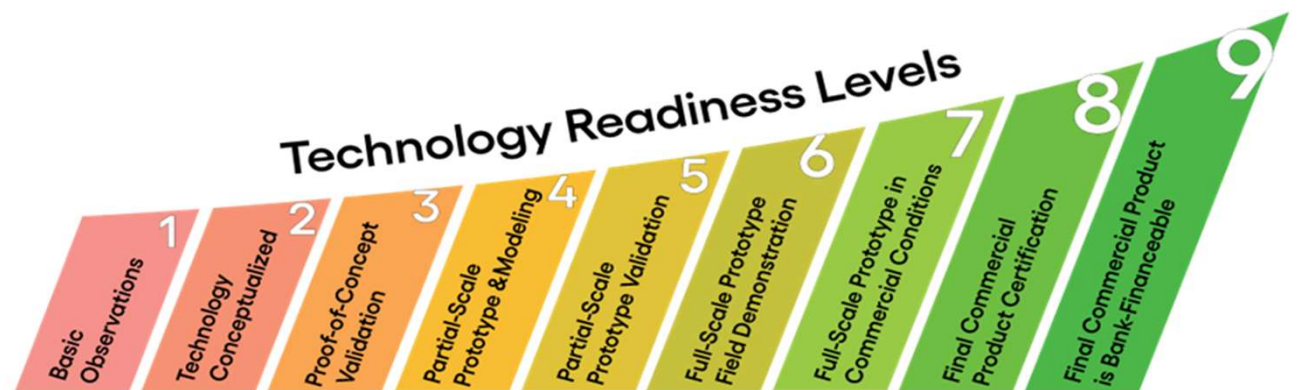 Technology Readiness Levels
1
Basic
Observations
2
Technology
Conceptualized
3
Proof-of-Concept
Validation
4
Partial-Scale
Prototype &Modeling
5
Partial-Scale
Prototype Validation
6
Full-Scale Prototype
Field Demonstration
7
Full-Scale Prototype in
Commercial Conditions
8
Final Commercial
Product Certification
9
Final Commercial Product
is Bank-Financeable